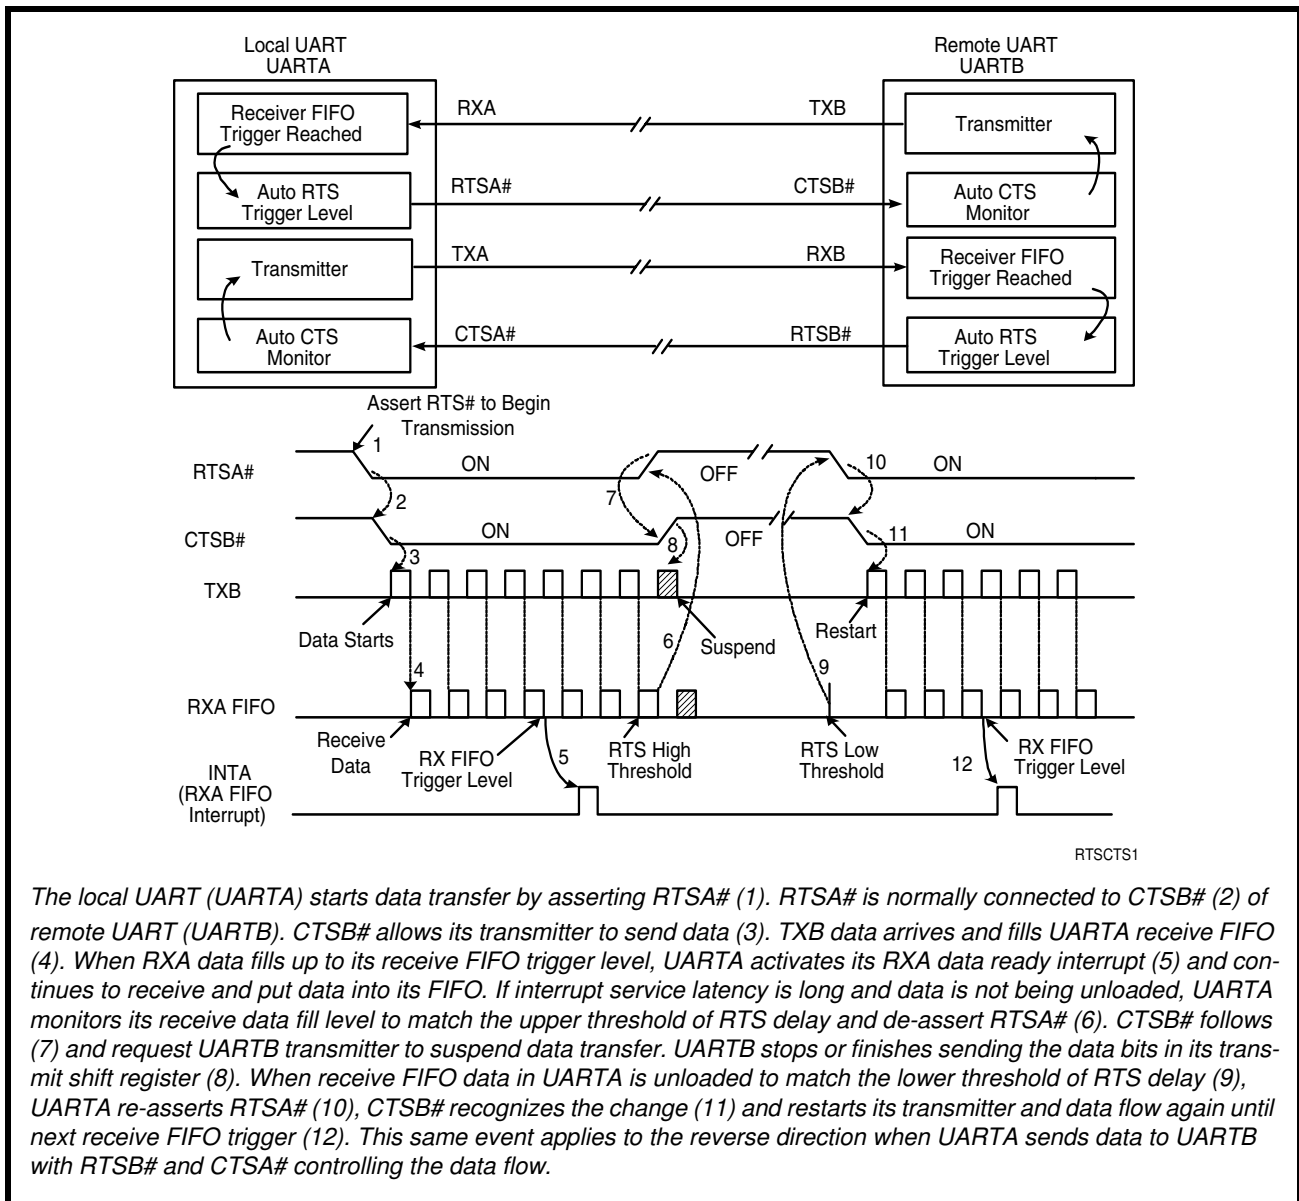 Local UART
UARTA
Remote UART
UARTB
Receiver FIFO
Trigger Reached
RXA
TXB
Transmitter
Auto RTS
Trigger Level
RTSA#
CTSB#
Auto CTS
Monitor
Transmitter
TXA
RXB
Receiver FIFO
Trigger Reached
Auto CTS
Monitor
CTSA#
RTSB#
Auto RTS
Trigger Level
Assert RTS# to Begin
Transmission
1
RTSA#
ON
OFF
10
ON
2
7
CTSB#
ON
OFF
11
ON
3
8
TXB
Data Starts
6
Suspend
Restart
4
9
RXA FIFO
Receive
Data
RX FIFO
Trigger Level
5
RTS High
Threshold
RTS Low
Threshold
12
RX FIFO
Trigger Level
INTA
(RXA FIFO
Interrupt)
RTSCTS1
The local UART (UARTA) starts data transfer by asserting RTSA# (1). RTSA# is normally connected to CTSB# (2) of
remote UART (UARTB). CTSB# allows its transmitter to send data (3). TXB data arrives and fills UARTA receive FIFO
(4). When RXA data fills up to its receive FIFO trigger level, UARTA activates its RXA data ready interrupt (5) and con-
tinues to receive and put data into its FIFO. If interrupt service latency is long and data is not being unloaded, UARTA
monitors its receive data fill level to match the upper threshold of RTS delay and de-assert RTSA# (6). CTSB# follows
(7) and request UARTB transmitter to suspend data transfer. UARTB stops or finishes sending the data bits in its trans-
mit shift register (8). When receive FIFO data in UARTA is unloaded to match the lower threshold of RTS delay (9),
UARTA re-asserts RTSA# (10), CTSB# recognizes the change (11) and restarts its transmitter and data flow again until
next receive FIFO trigger (12). This same event applies to the reverse direction when UARTA sends data to UARTB
with RTSB# and CTSA# controlling the data flow.